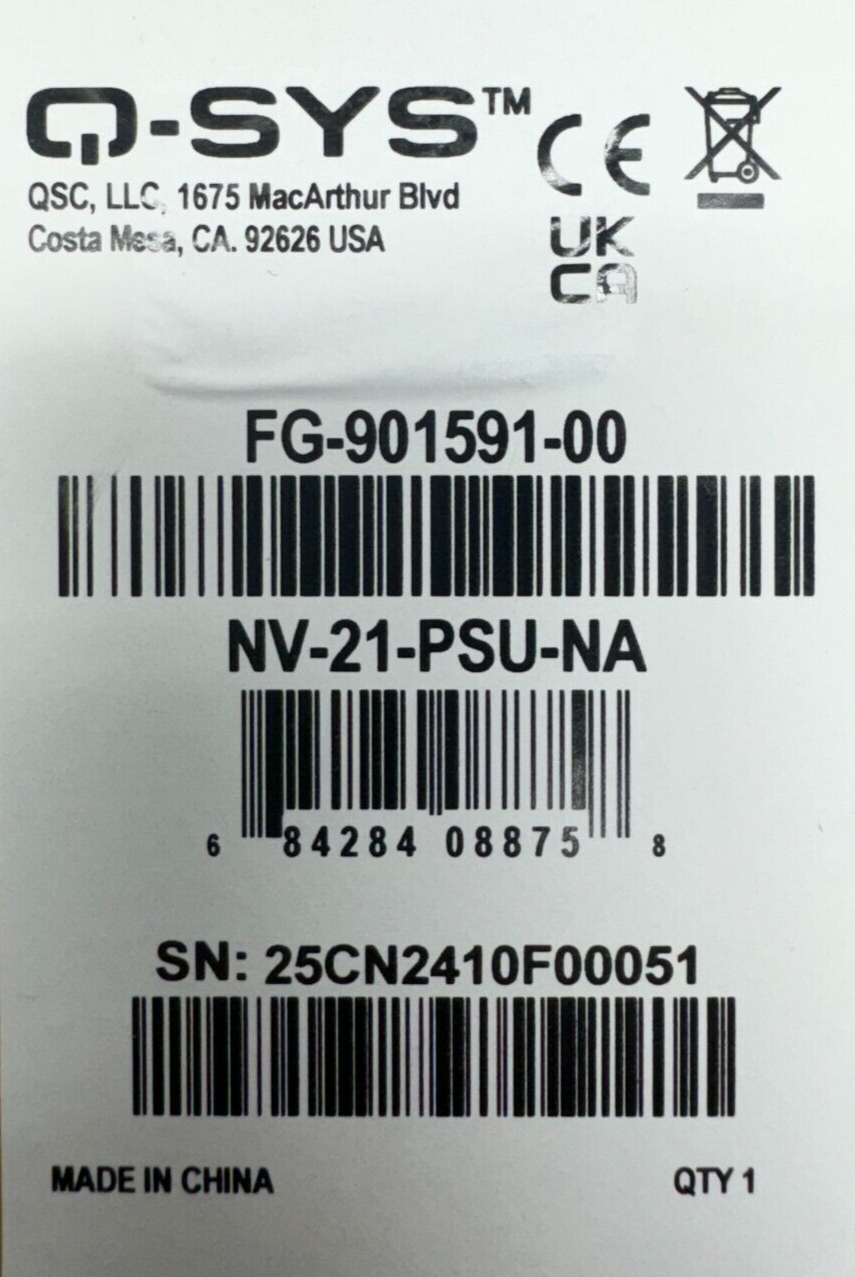 Q-SYS™
QSC, LLC, 1675 MacArthur Blvd
Costa Mesa, CA. 92626 USA
CE
UK
CA
FG-901591-00
NV-21-PSU-NA
6 84284 08875 8
SN: 25CN2410F00051
MADE IN CHINA
QTY 1